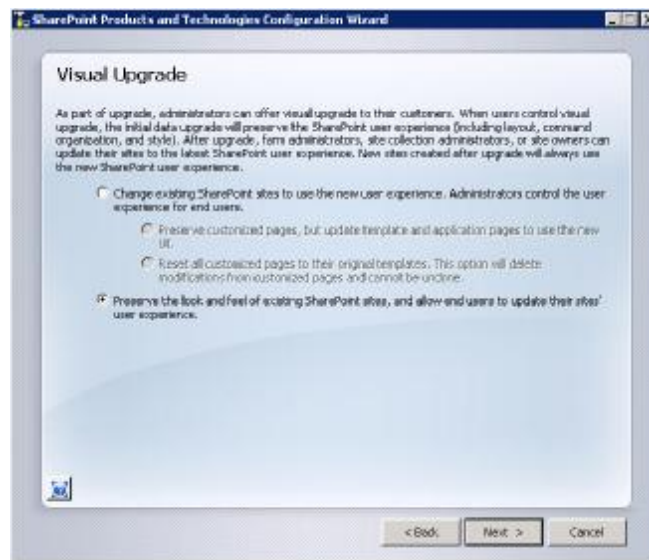 SharePoint Products and Technologies Configuration Wizard
Visual Upgrade
As part of upgrade, administrators can offer visual upgrade to their customers. When users control visual
upgrade, the initial data upgrade will preserve the SharePoint user experience (including layout, command
organization, and style). After upgrade, farm administrators, site collection administrators, or site owners can
update their sites to the latest SharePoint user experience. New sites created after upgrade will always use
the new SharePoint user experience.
Change existing SharePoint sites to use the new user experience. Administrators control the user
experience for end users.
Preserve customized pages, but update template and application pages to use the new
UI.
Reset all customized pages to their original templates. This option will delete
modifications from customized pages and cannot be undone.
Preserve the look and feel of existing SharePoint sites, and allow end users to update their sites'
user experience.
< Back Next > Cancel